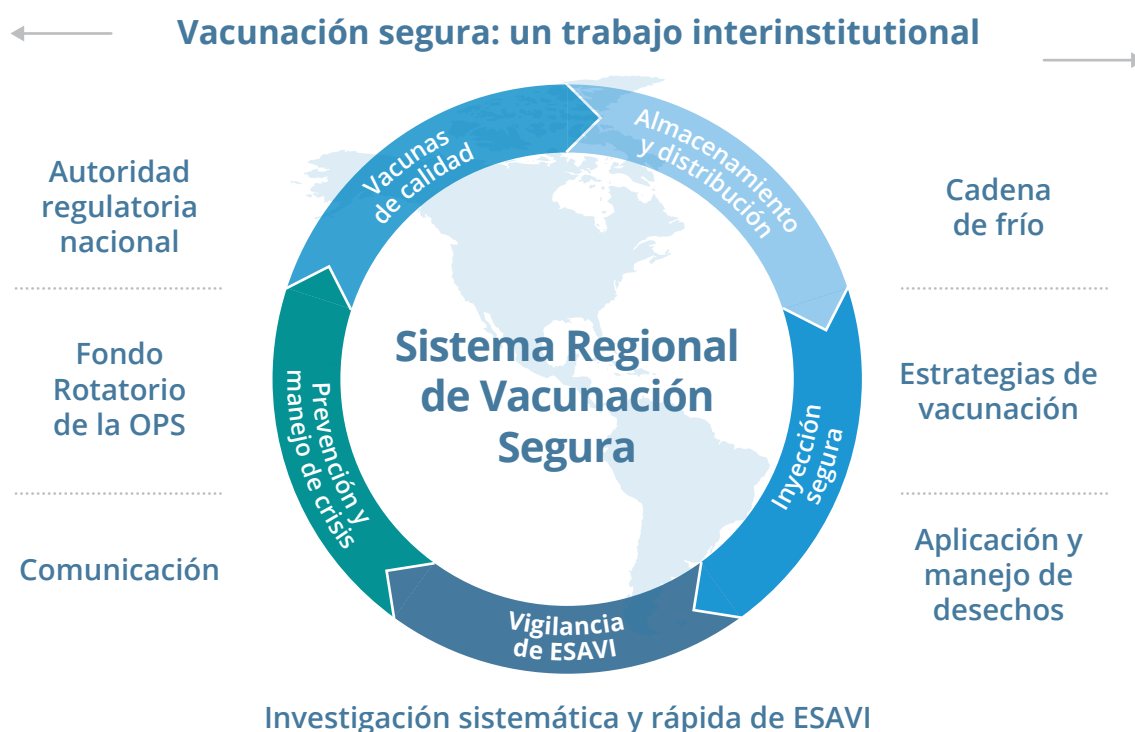 Vacunación segura: un trabajo interinstitutional
Autoridad
regulatoria
nacional
Fondo
Rotatorio
de la OPS
Comunicación
Vacunas
de calidad
Almacenamiento
y distribución
Inyección
segura
Vigilancia
de ESAVI
Prevención y
manejo de crisis
Sistema Regional
de Vacunación
Segura
Cadena
de frío
Estrategias de
vacunación
Aplicación y
manejo de
desechos
Investigación sistemática y rápida de ESAVI